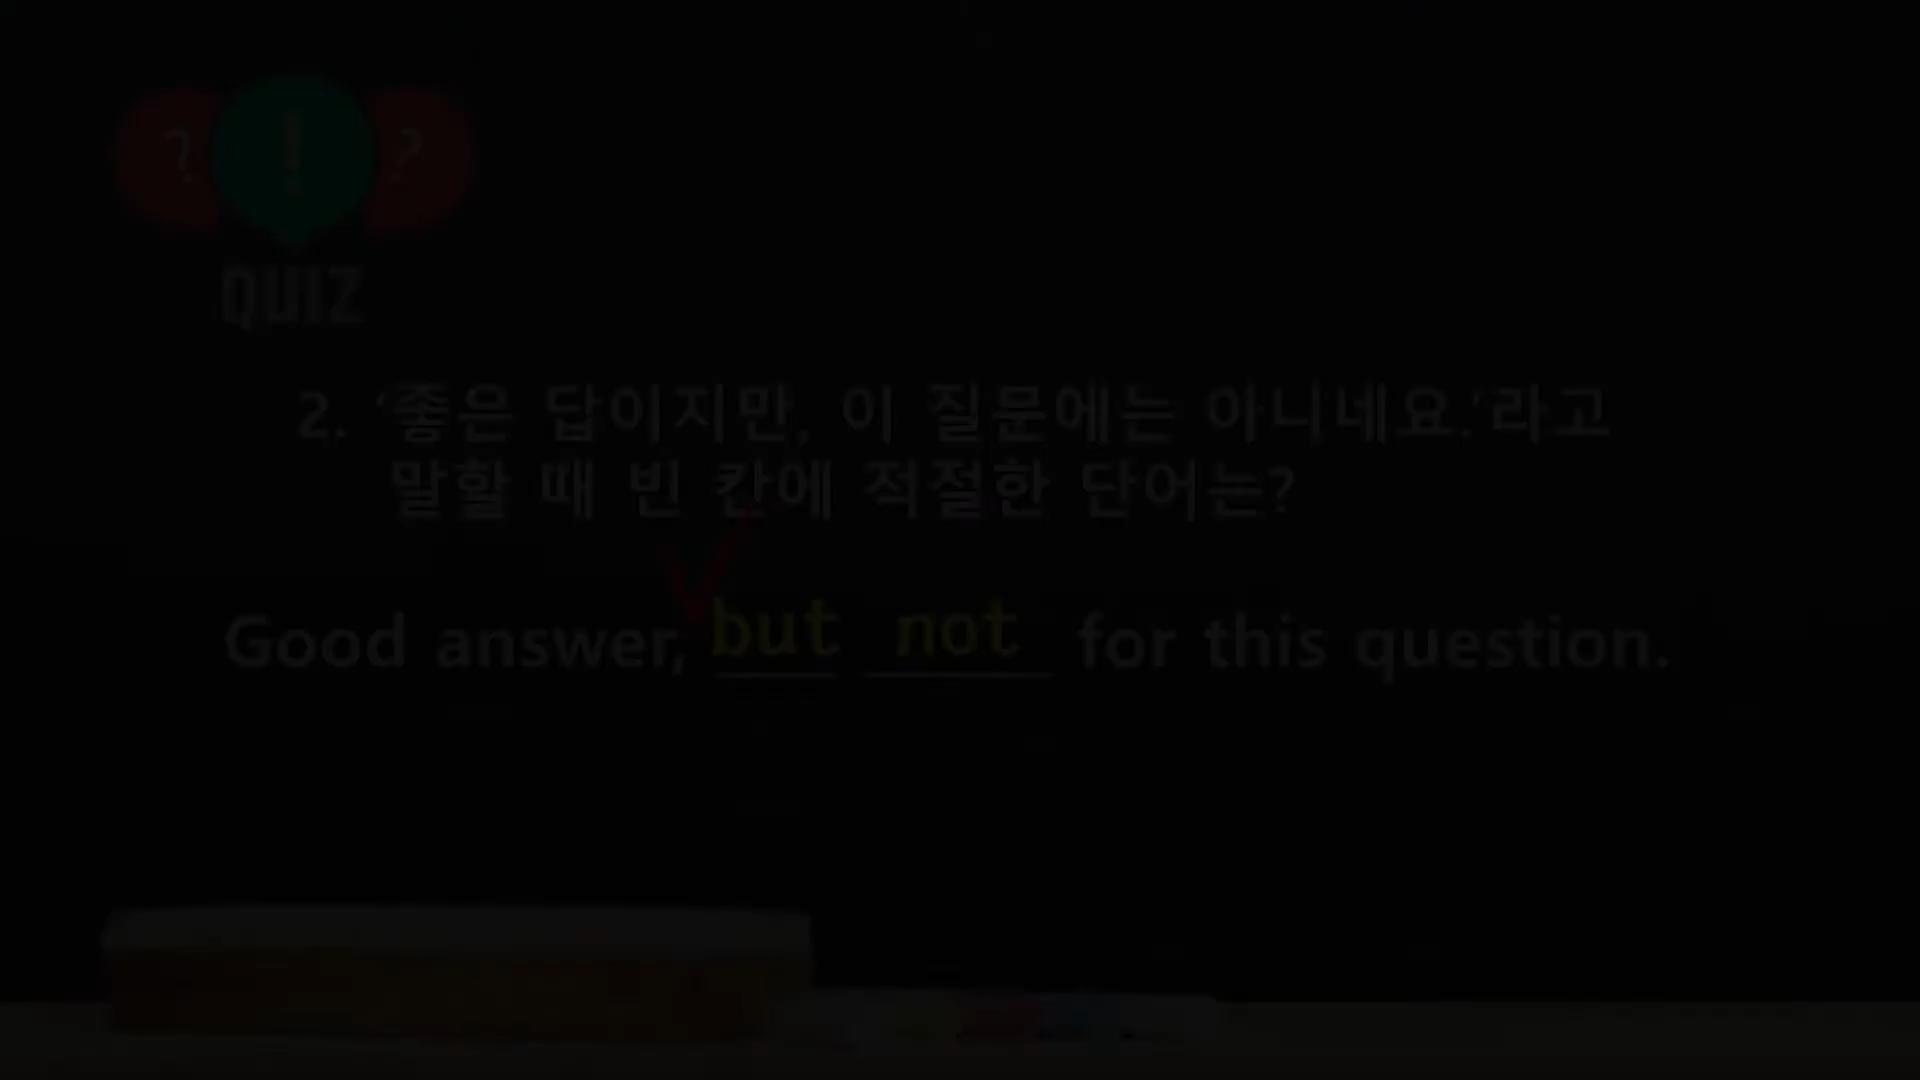 ? ! ?
QUIZ
2. '좋은 답이지만, 이 질문에는 아니네요.'라고
말할 때 빈 칸에 적절한 단어는?
Good answer, but not for this question.